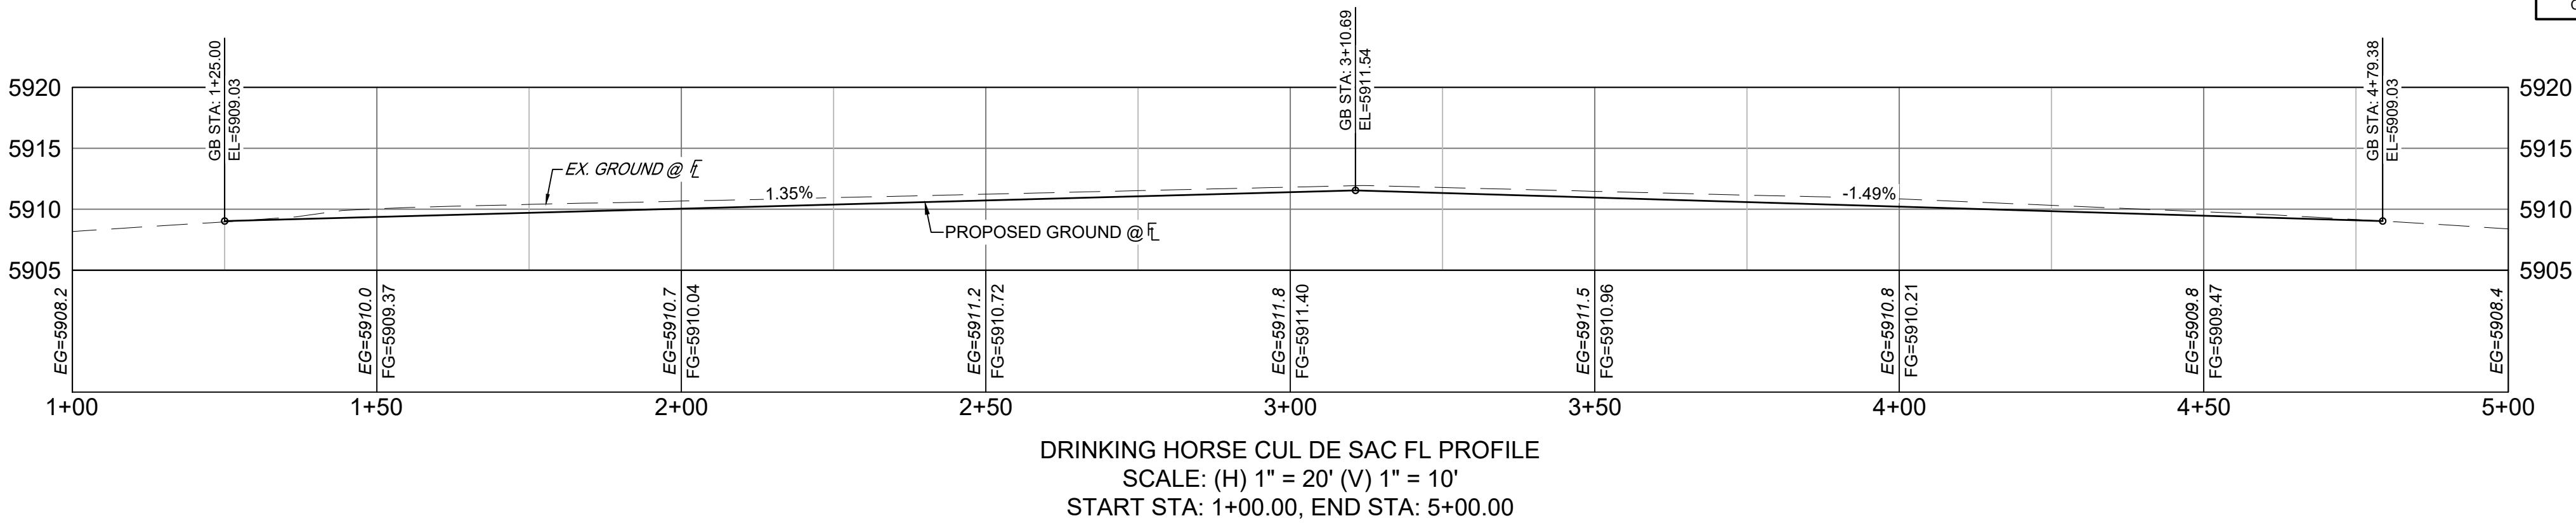 GB STA: 1+25.00
EL=5909.03
GB STA: 3+10.69
EL=5911.54
GB STA: 4+79.38
EL=5909.03
5920
5920
5915
5915
5910
5910
5905
5905
EX. GROUND @ FL
1.35%
-1.49%
PROPOSED GROUND @ FL
EG=5908.2
EG=5910.0
FG=5909.37
EG=5910.7
FG=5910.04
EG=5911.2
FG=5910.72
EG=5911.8
FG=5911.40
EG=5911.5
FG=5910.96
EG=5910.8
FG=5910.21
EG=5909.8
FG=5909.47
EG=5908.4
1+00
1+50
2+00
2+50
3+00
3+50
4+00
4+50
5+00
DRINKING HORSE CUL DE SAC FL PROFILE
SCALE: (H) 1" = 20' (V) 1" = 10'
START STA: 1+00.00, END STA: 5+00.00